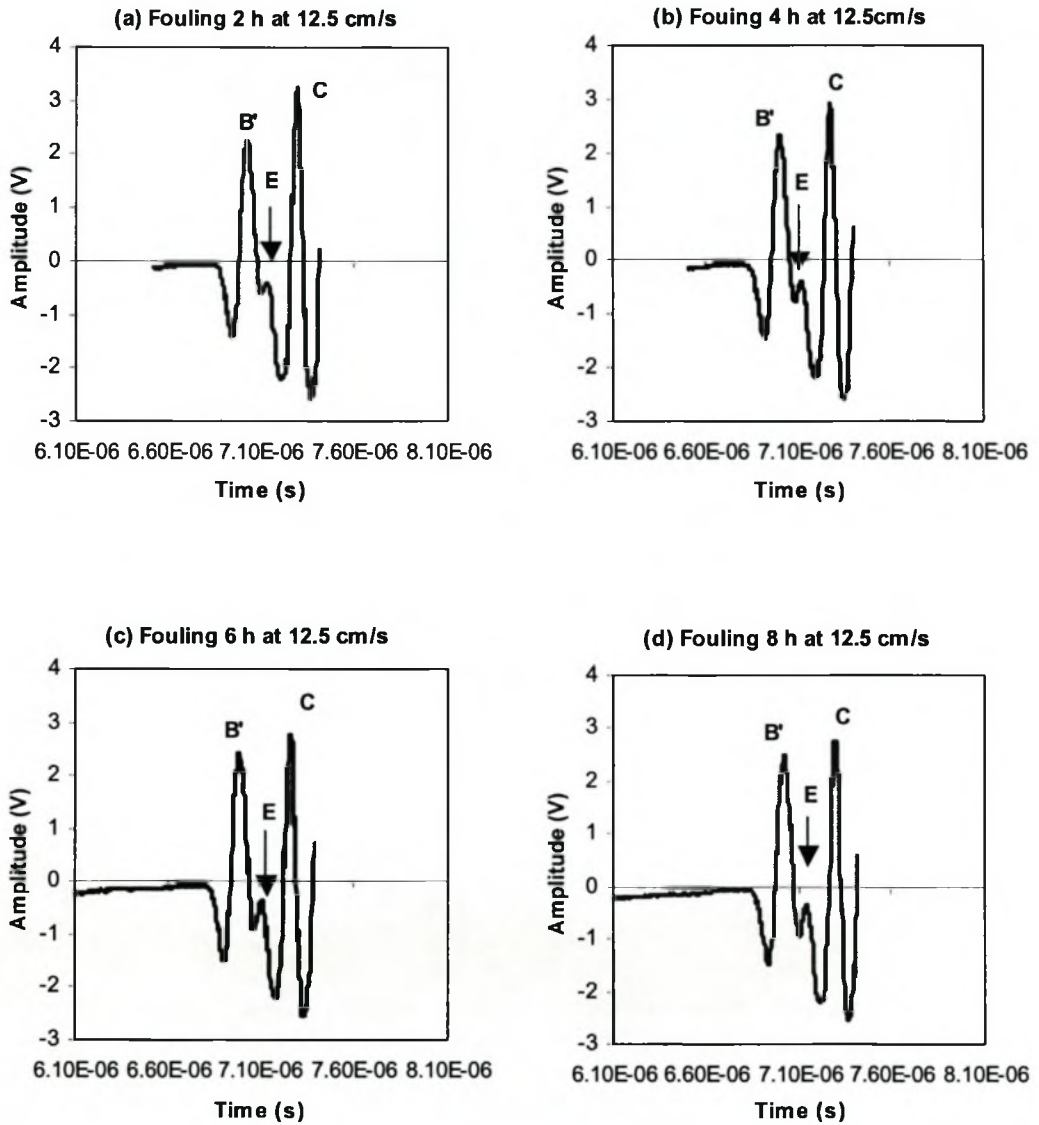 (a) Fouling 2 h at 12.5 cm/s
4
3
2
1
0
-1
-2
-3
Amplitude (V)
B'
E
C
6.10E-06 6.60E-06 7.10E-06 7.60E-06 8.10E-06
Time (s)
(b) Fouing 4 h at 12.5cm/s
4
3
2
1
0
-1
-2
-3
Amplitude (V)
B'
E
C
6.10E-06 6.60E-06 7.10E-06 7.60E-06 8.10E-06
Time (s)
(c) Fouling 6 h at 12.5 cm/s
4
3
2
1
0
-1
-2
-3
Amplitude (V)
B'
E
C
6.10E-06 6.60E-06 7.10E-06 7.60E-06 8.10E-06
Time (s)
(d) Fouling 8 h at 12.5 cm/s
4
3
2
1
0
-1
-2
-3
Amplitude (V)
B'
E
C
6.10E-06 6.60E-06 7.10E-06 7.60E-06 8.10E-06
Time (s)